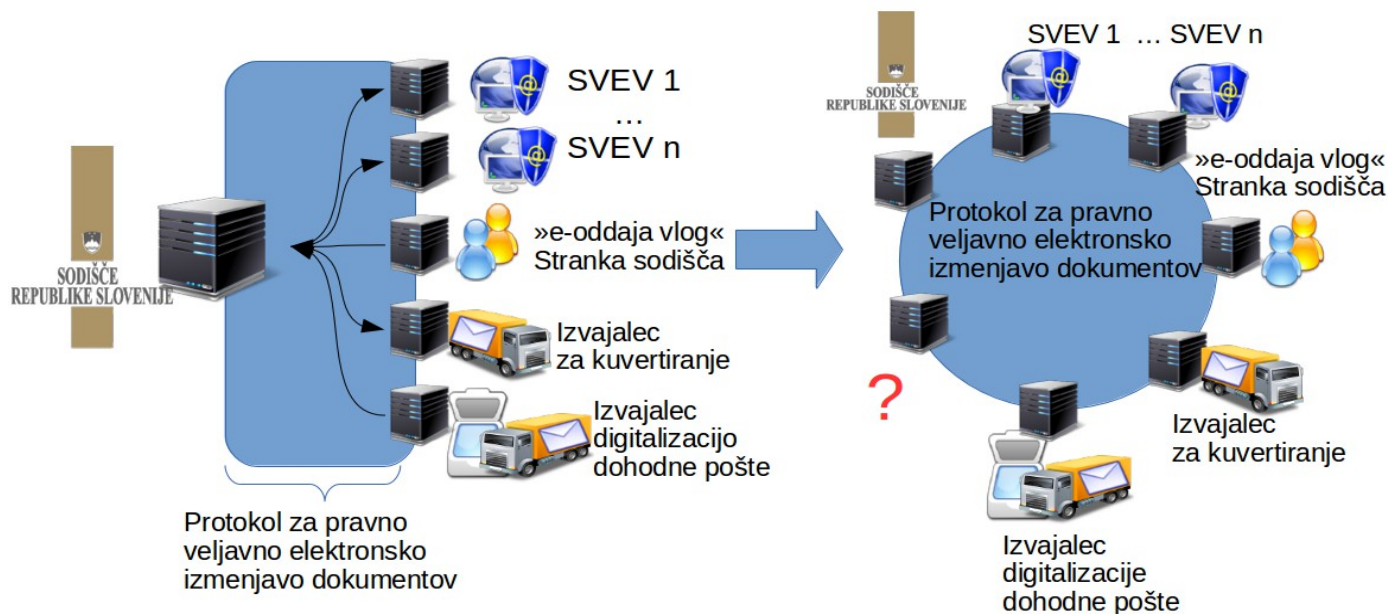 SODIŠČE
REPUBLIKE SLOVENIJE
SVEV 1
...
SVEV n
»e-oddaja vlog«
Stranka sodišča
Izvajalec
za kuvertiranje
Izvajalec
digitalizacijo
dohodne pošte
Protokol za pravno
veljavno elektronsko
izmenjavo dokumentov
SODIŠČE
REPUBLIKE SLOVENIJE
SVEV 1 ... SVEV n
»e-oddaja vlog«
Stranka sodišča
Protokol za pravno
veljavno elektronsko
izmenjavo dokumentov
?
Izvajalec
za kuvertiranje
Izvajalec
digitalizacije
dohodne pošte